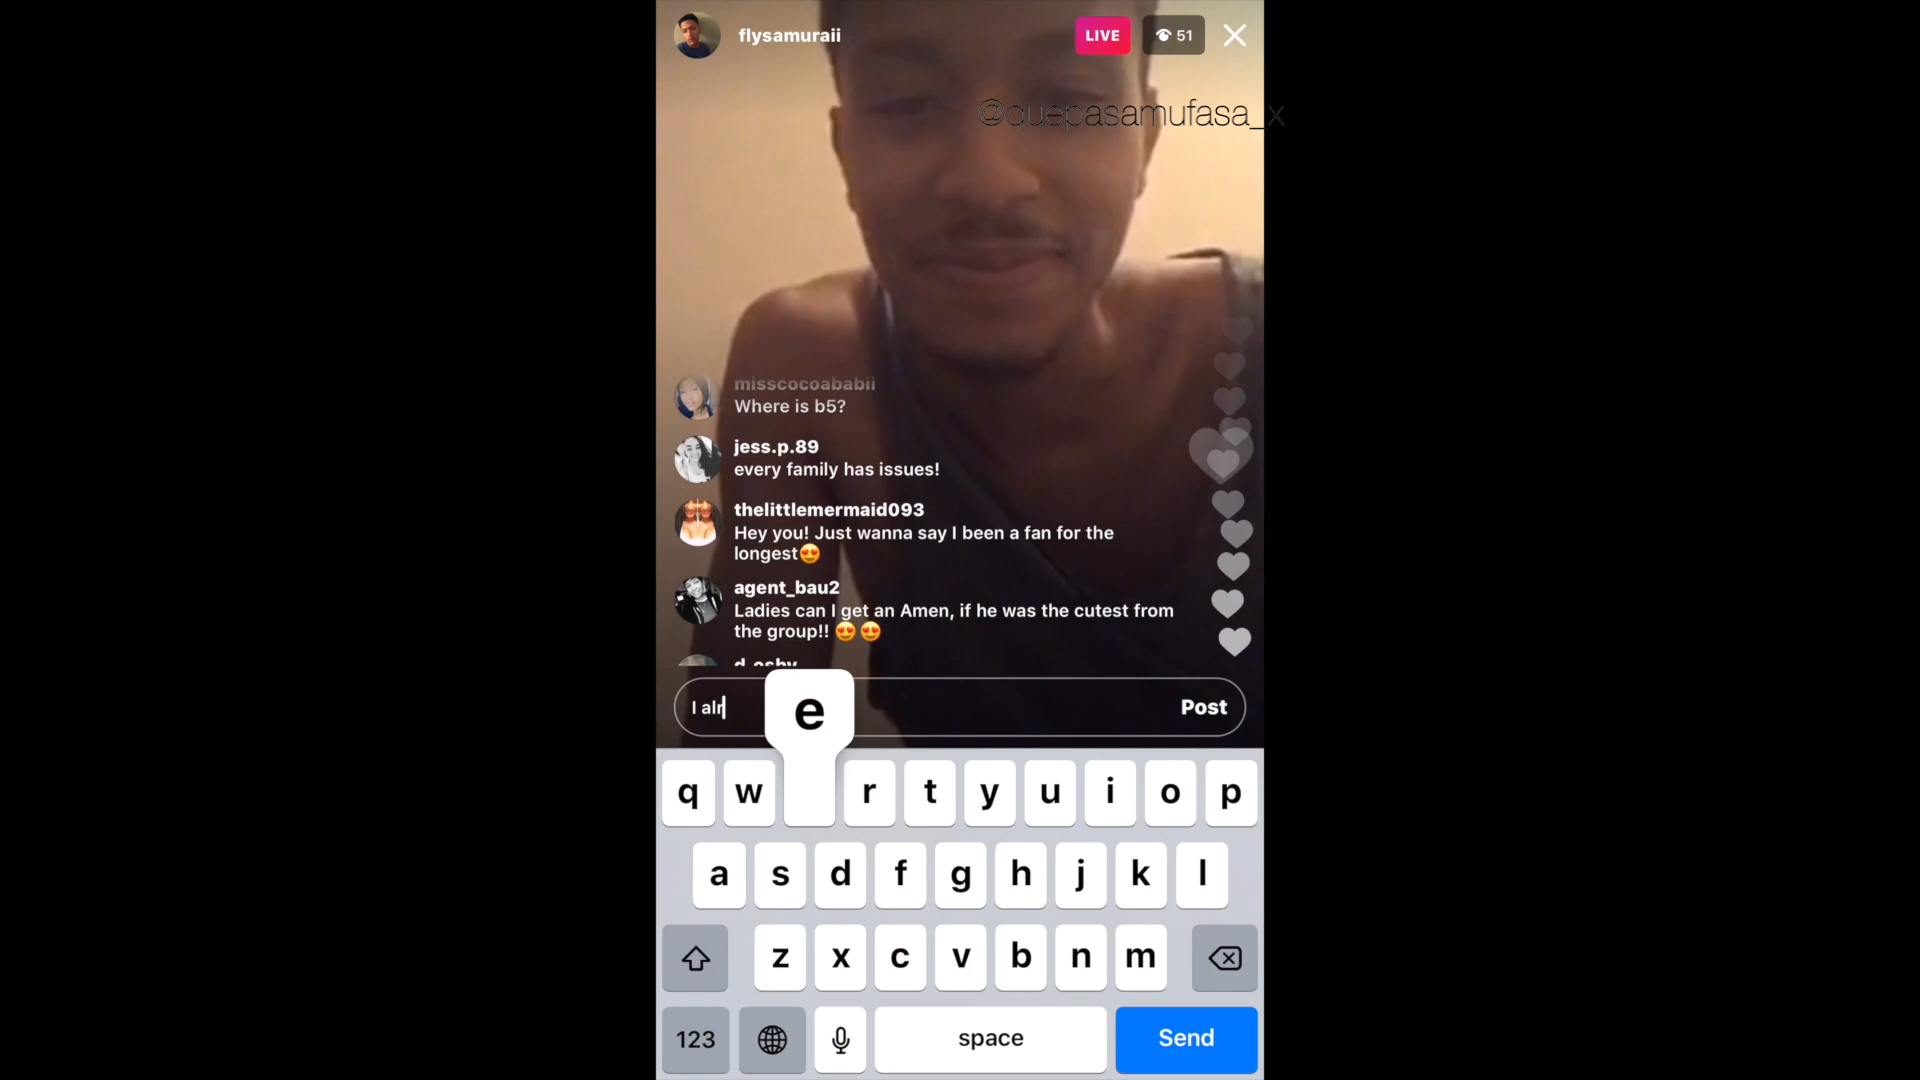 flysamuraii
LIVE
51
@quepasamufasa_x
misscocoababii
Where is b5?
jess.p.89
every family has issues!
thelittlemermaid093
Hey you! Just wanna say I been a fan for the
longest😍
agent_bau2
Ladies can I get an Amen, if he was the cutest from
the group!! 😍 😍
I alr
Post
e
q w r t y u i o p
a s d f g h j k l
z x c v b n m
123 space Send